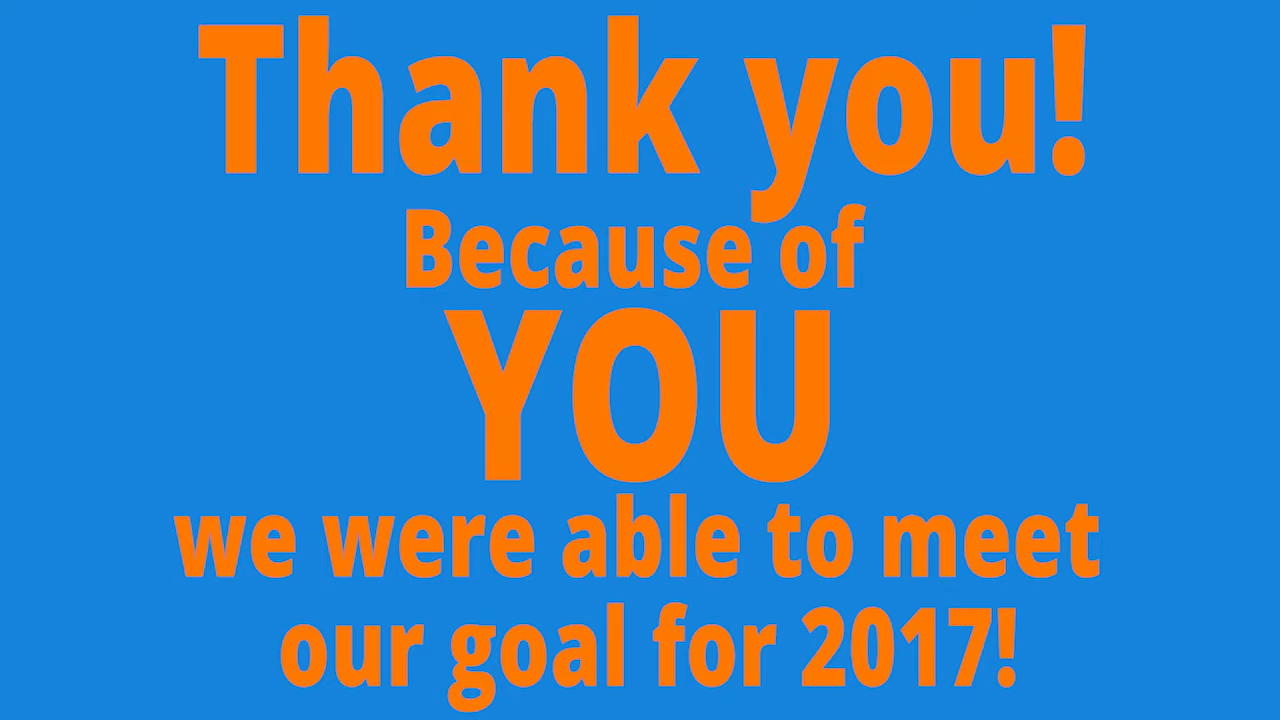 Thank you!
Because of
YOU
we were able to meet
our goal for 2017!